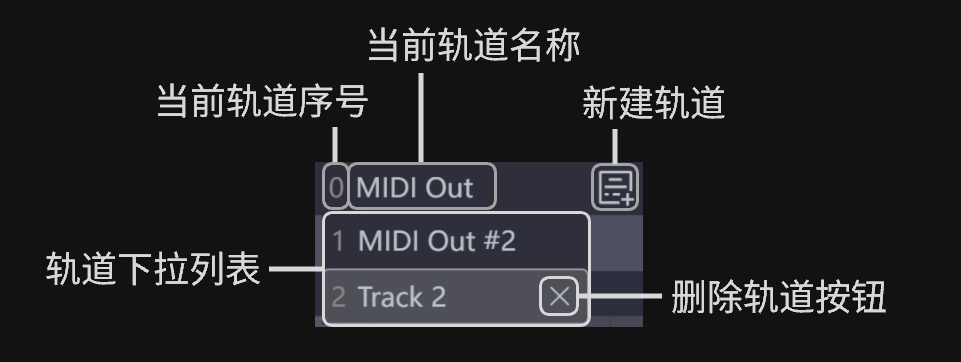 当前轨道名称
当前轨道序号
新建轨道
0 MIDI Out
1 MIDI Out #2
轨道下拉列表
2 Track 2
删除轨道按钮